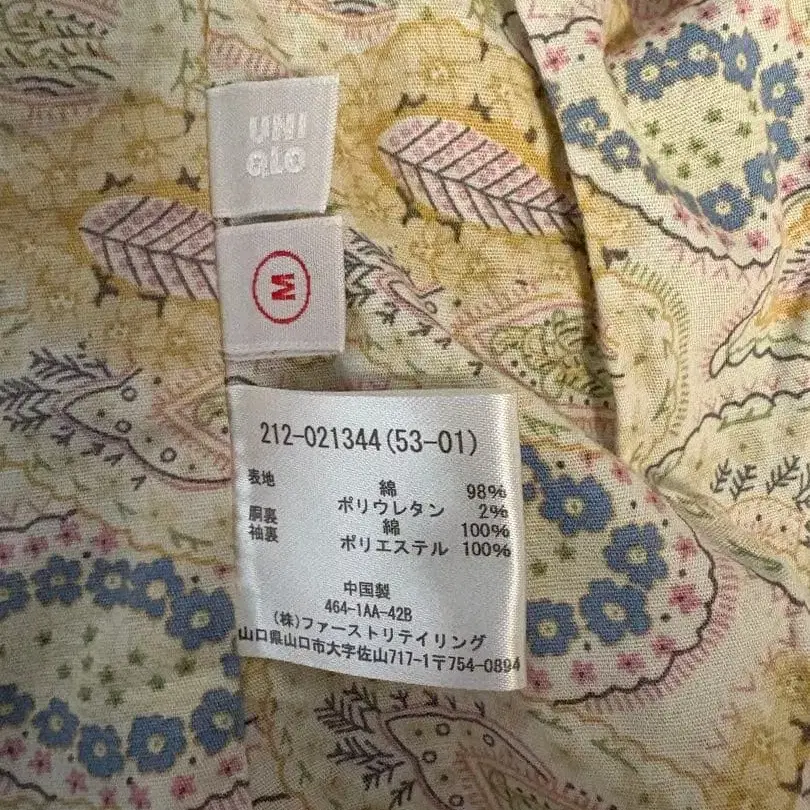 UNI
QLO
M
212-021344(53-01)
表地 綿 98%
ポリウレタン 2%
胴裏 綿 100%
袖裏 ポリエステル 100%
中国製
464-1AA-42B
(株)ファーストリテイリング
山口県山口市大字佐山717-1〒754-0894